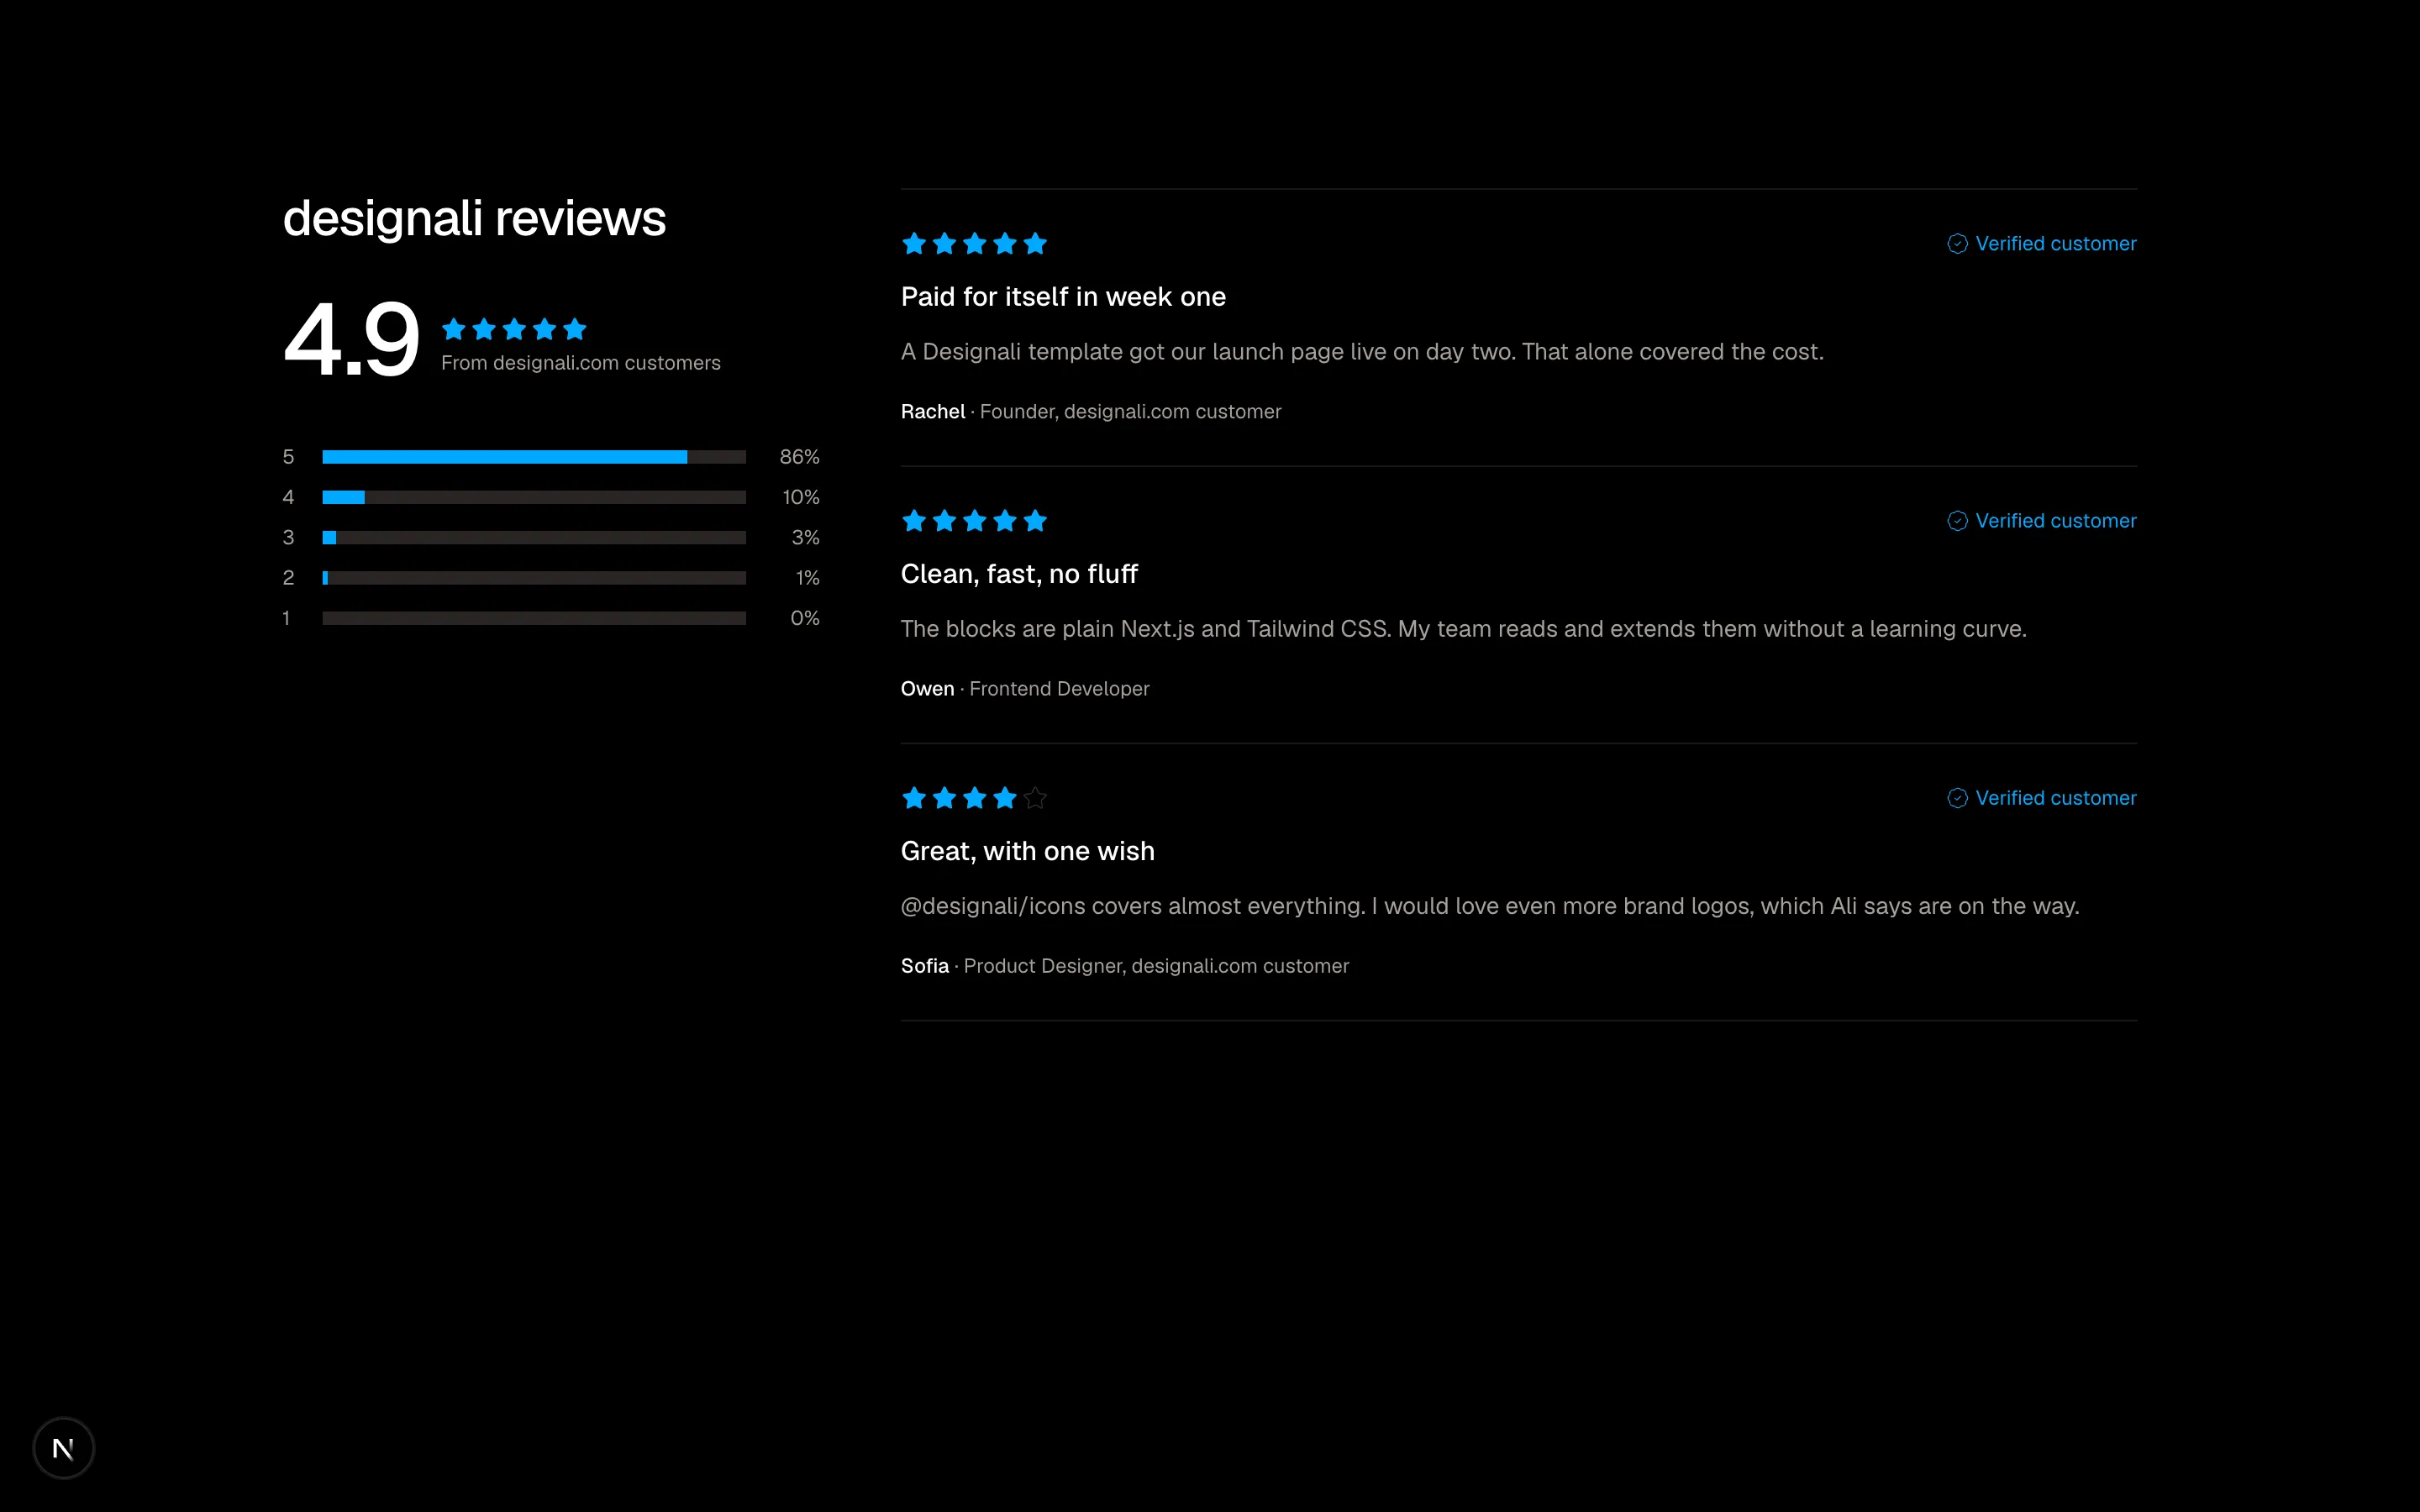 designali reviews
4.9
From designali.com customers
5 86%
4 10%
3 3%
2 1%
1 0%
Verified customer
Paid for itself in week one
A Designali template got our launch page live on day two. That alone covered the cost.
Rachel · Founder, designali.com customer
Verified customer
Clean, fast, no fluff
The blocks are plain Next.js and Tailwind CSS. My team reads and extends them without a learning curve.
Owen · Frontend Developer
Verified customer
Great, with one wish
@designali/icons covers almost everything. I would love even more brand logos, which Ali says are on the way.
Sofia · Product Designer, designali.com customer
N